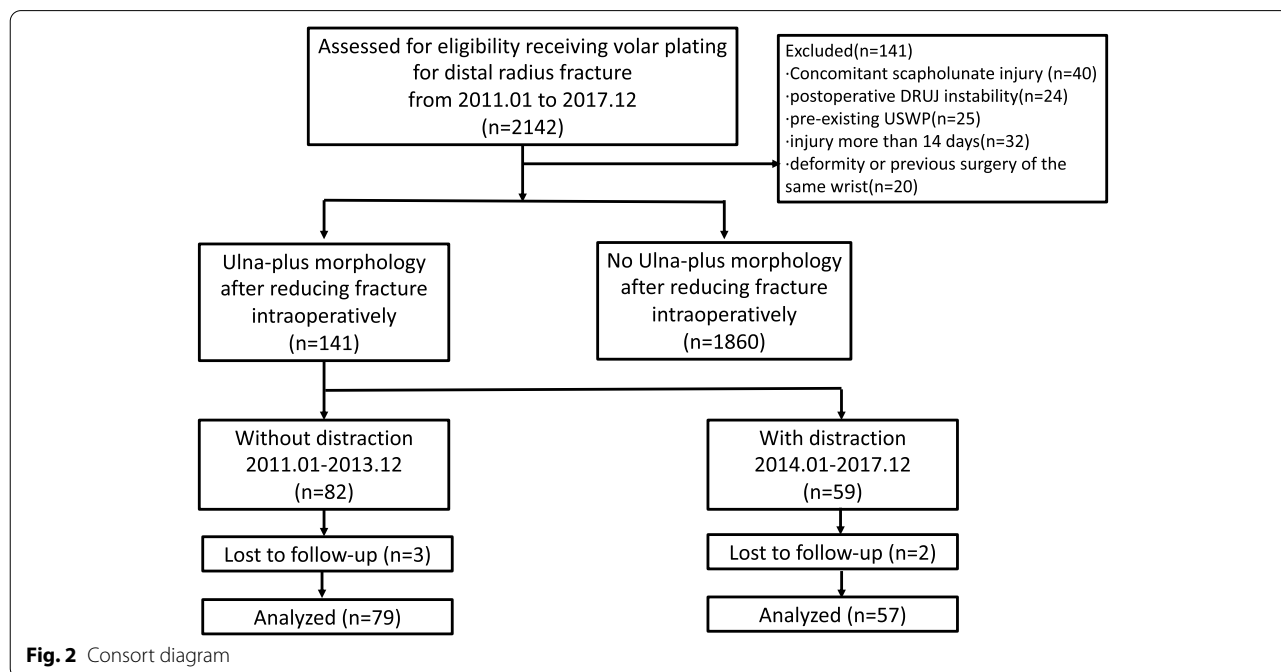 Assessed for eligibility receiving volar plating
for distal radius fracture
from 2011.01 to 2017.12
(n=2142)
Excluded(n=141)
·Concomitant scapholunate injury (n=40)
·postoperative DRUJ instability(n=24)
·pre-existing USWP(n=25)
·injury more than 14 days(n=32)
·deformity or previous surgery of the
same wrist(n=20)
Ulna-plus morphology
after reducing fracture
intraoperatively
(n=141)
No Ulna-plus morphology
after reducing fracture
intraoperatively
(n=1860)
Without distraction
2011.01-2013.12
(n=82)
With distraction
2014.01-2017.12
(n=59)
Lost to follow-up (n=3)
Lost to follow-up (n=2)
Analyzed (n=79)
Analyzed (n=57)
Fig. 2 Consort diagram